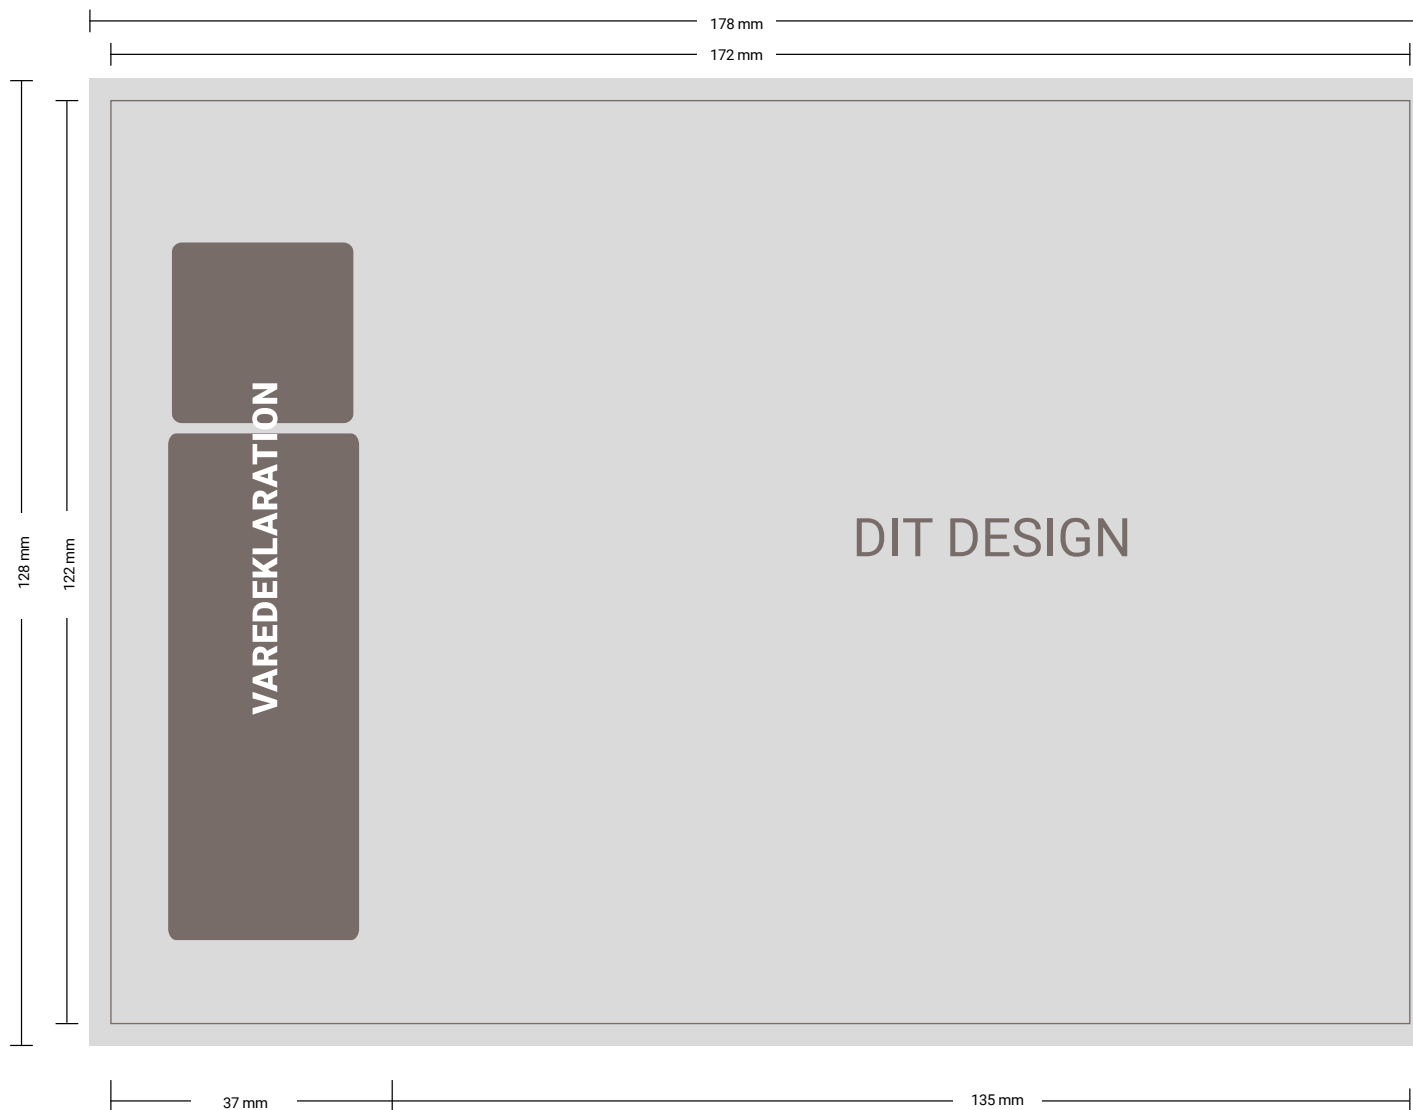 178 mm
172 mm
128 mm
122 mm
VAREDEKLARATION
DIT DESIGN
37 mm
135 mm